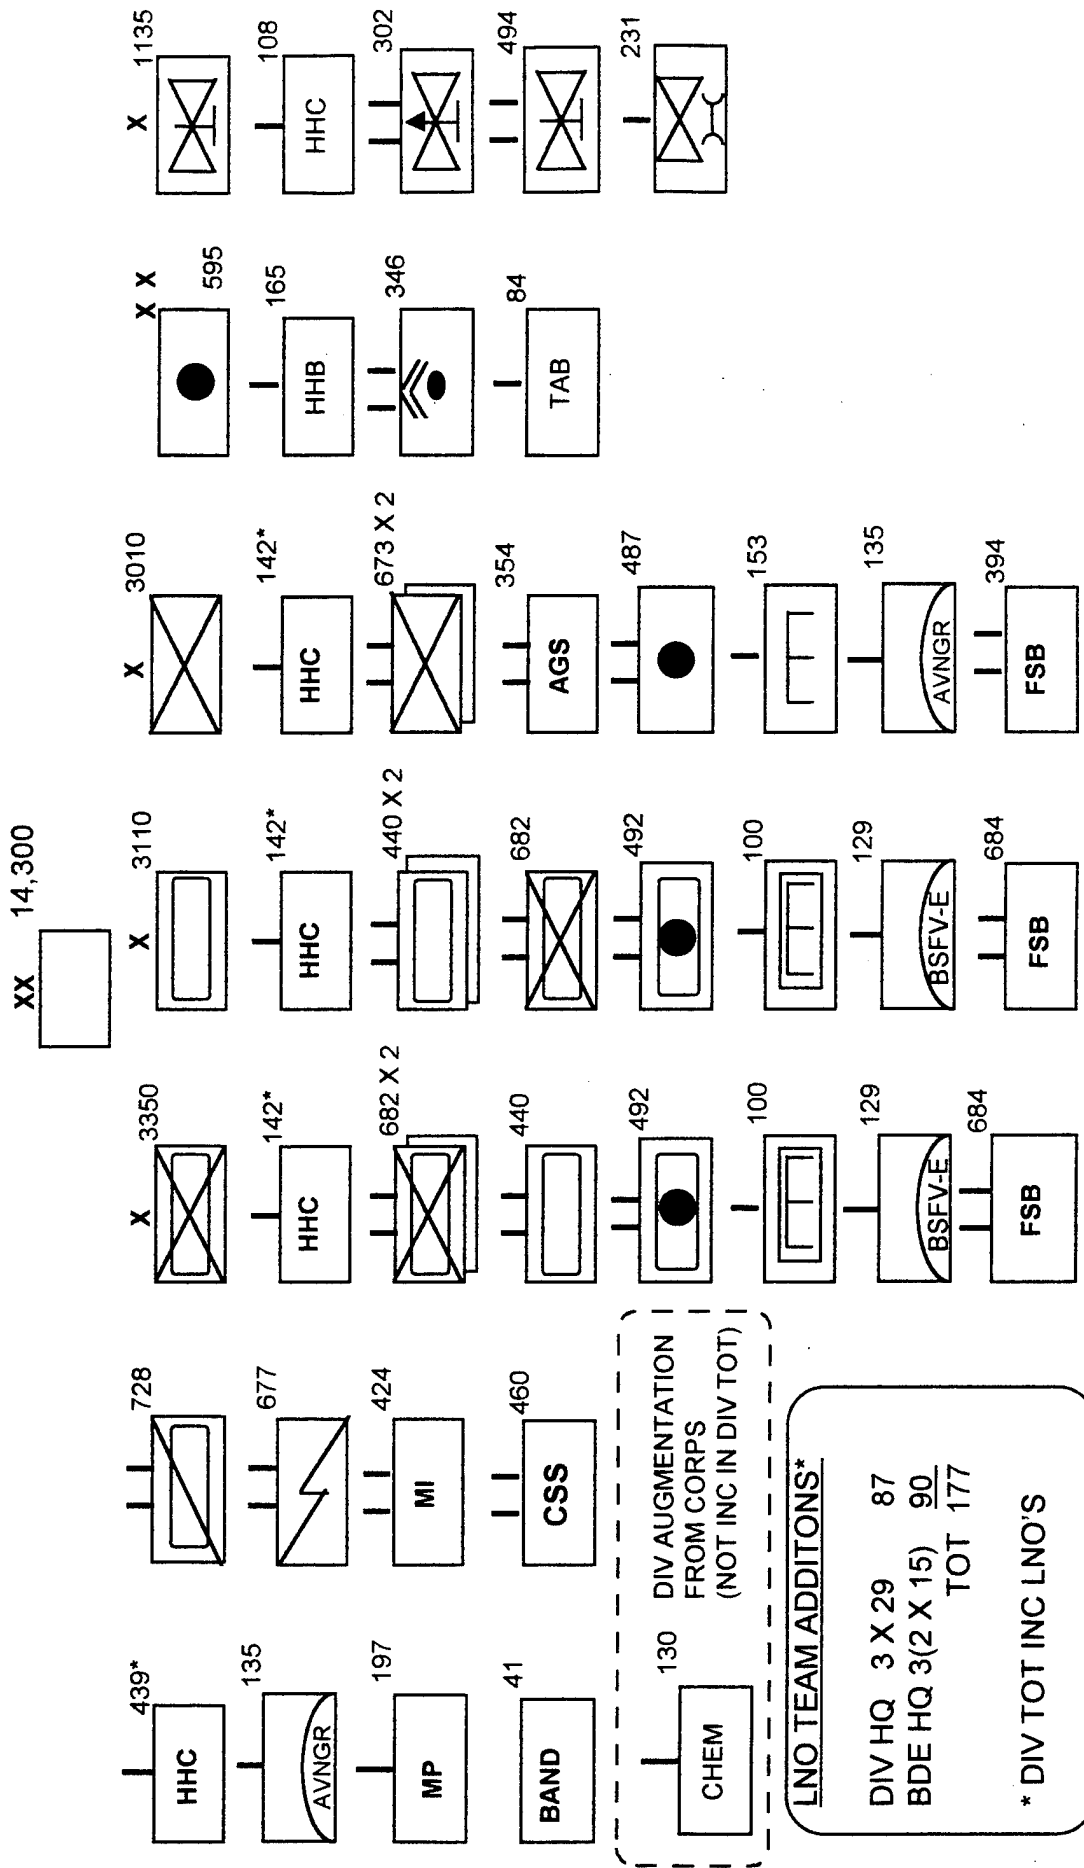 XX 14,300
439*
HHC
135
AVNGR
197
MP
41
BAND
728
677
424
MI
460
CSS
130
CHEM
DIV AUGMENTATION
FROM CORPS
(NOT INC IN DIV TOT)
LNO TEAM ADDITONS*
DIV HQ 3 X 29 87
BDE HQ 3(2 X 15) 90
TOT 177
* DIV TOT INC LNO'S
X 3350
142*
HHC
682 X 2
440
492
100
129
BSFV-E
684
FSB
X 3110
142*
HHC
440 X 2
682
492
100
129
BSFV-E
684
FSB
X 3010
142*
HHC
673 X 2
354
AGS
487
153
135
AVNGR
394
FSB
X X
595
165
HHB
346
84
TAB
X 1135
108
HHC
302
494
231